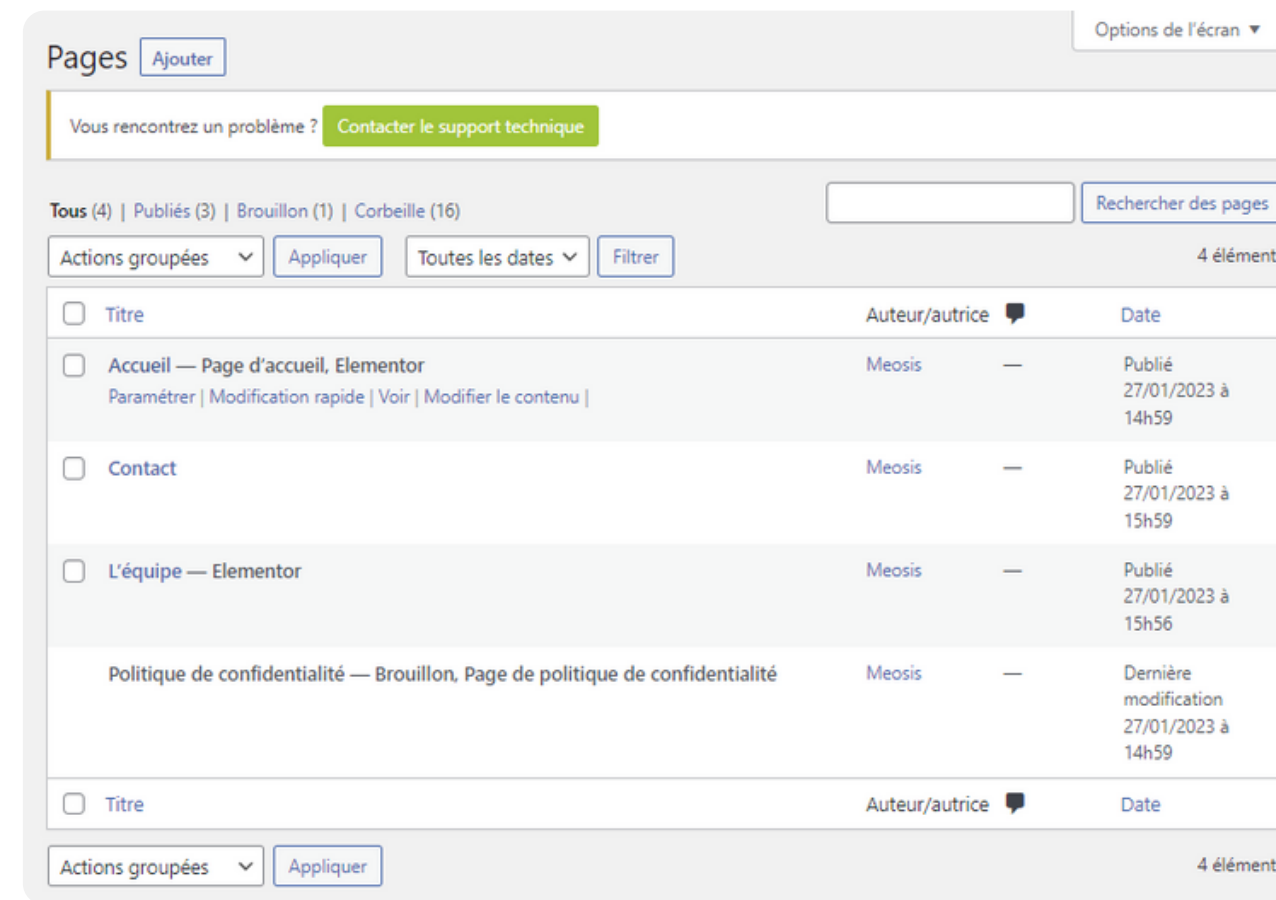 Options de l'écran ▼
Pages Ajouter
Vous rencontrez un problème ? Contacter le support technique
Tous (4) | Publiés (3) | Brouillon (1) | Corbeille (16)
Rechercher des pages
Actions groupées Appliquer Toutes les dates Filtrer 4 élément
Titre Auteur/autrice Date
Accueil — Page d'accueil, Elementor Meosis — Publié
Paramétrer | Modification rapide | Voir | Modifier le contenu | 27/01/2023 à
14h59
Contact Meosis — Publié
27/01/2023 à
15h59
L'équipe — Elementor Meosis — Publié
27/01/2023 à
15h56
Politique de confidentialité — Brouillon, Page de politique de confidentialité Meosis — Dernière
modification
27/01/2023 à
14h59
Titre Auteur/autrice Date
Actions groupées Appliquer 4 élément